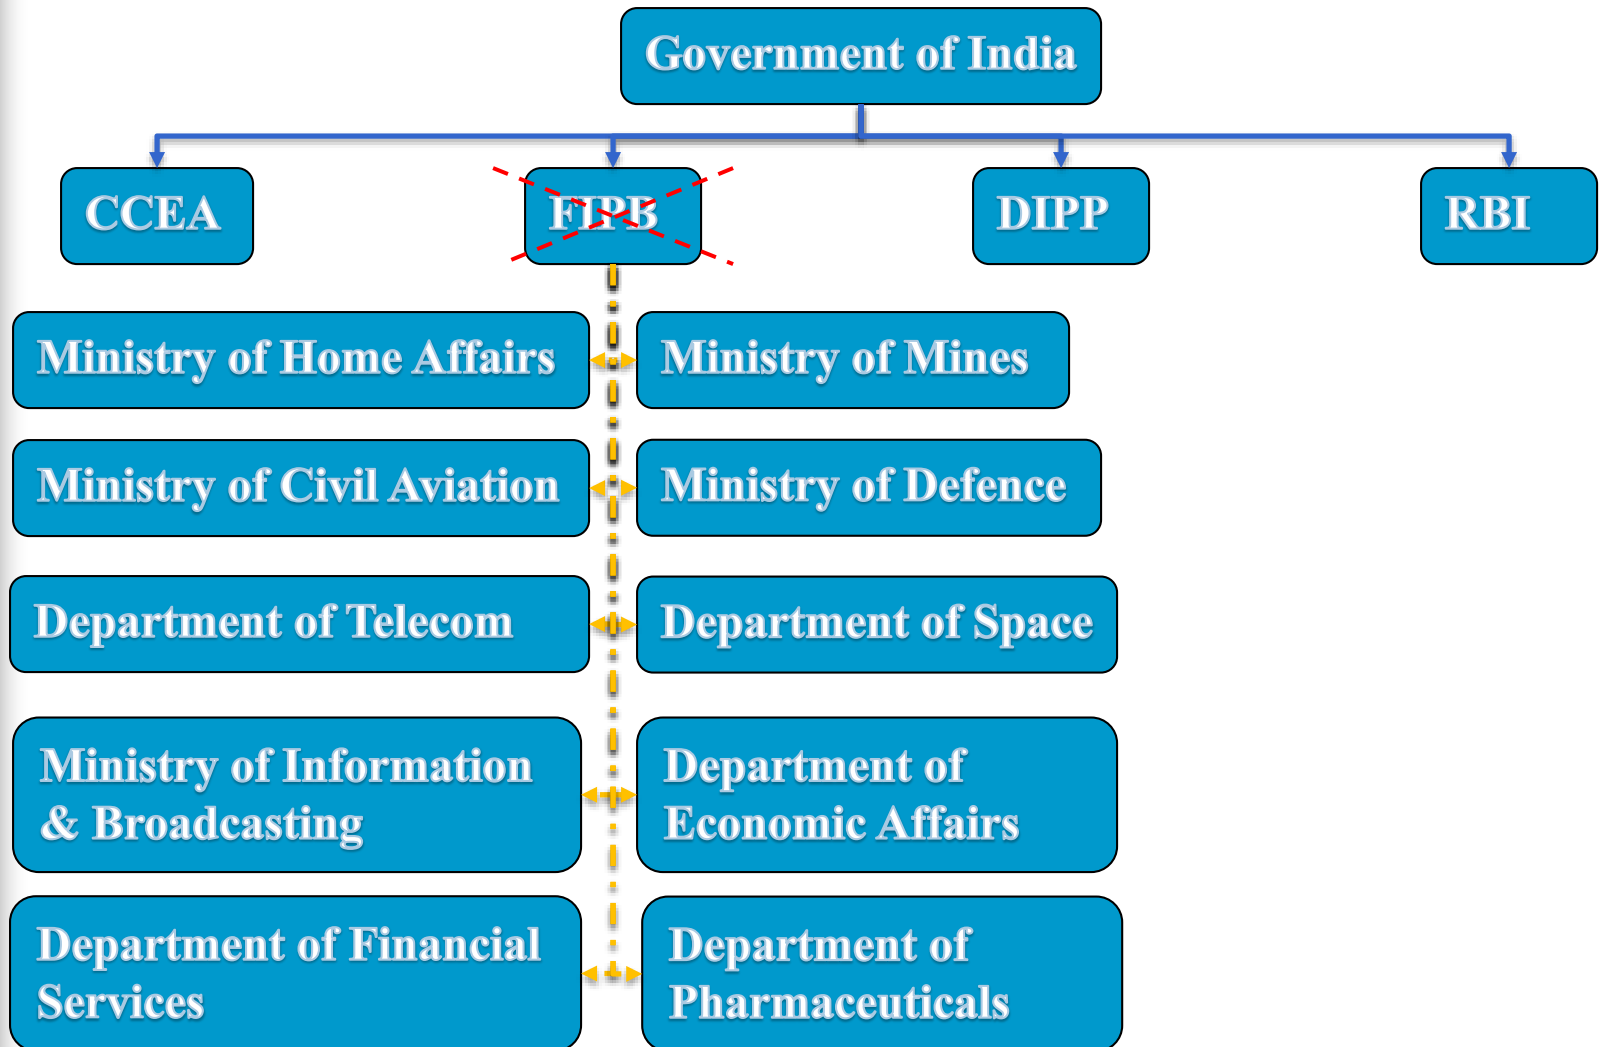 Government of India
CCEA
FIPB
DIPP
RBI
Ministry of Home Affairs
Ministry of Mines
Ministry of Civil Aviation
Ministry of Defence
Department of Telecom
Department of Space
Ministry of Information
& Broadcasting
Department of
Economic Affairs
Department of Financial
Services
Department of
Pharmaceuticals